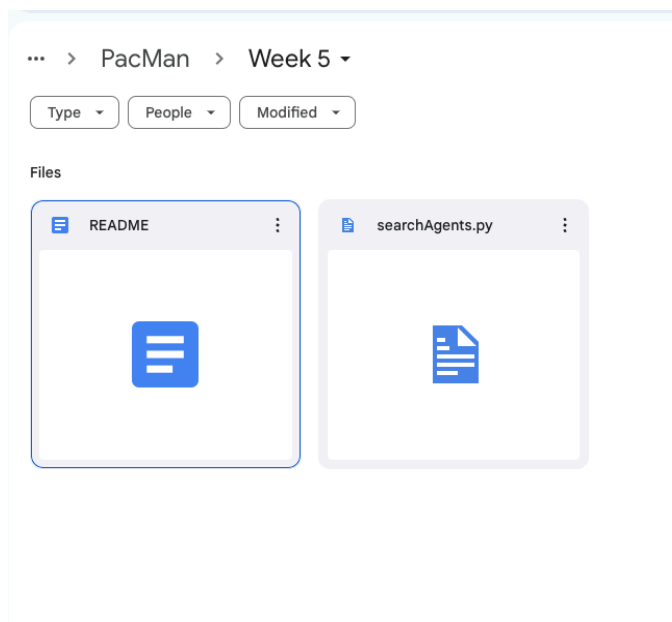 ... > PacMan > Week 5
Type People Modified
Files
README searchAgents.py